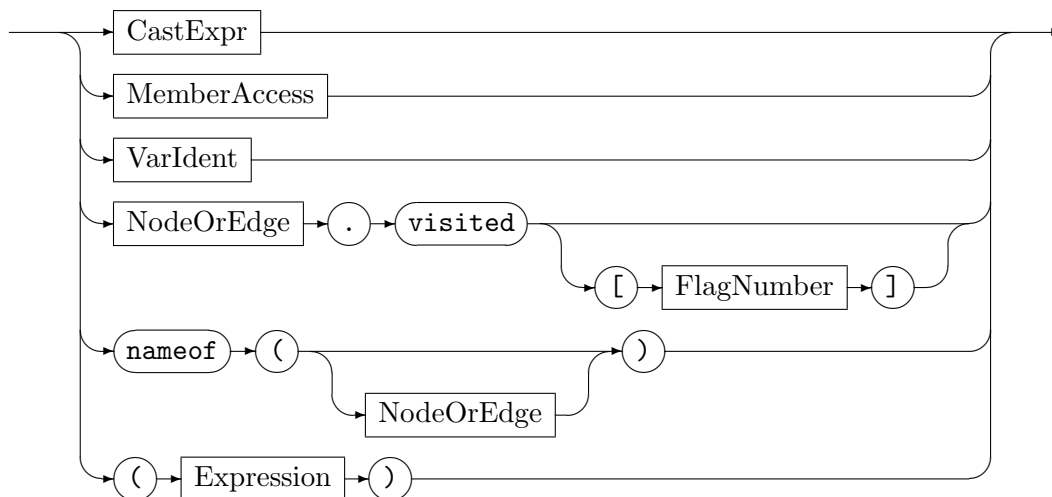 CastExpr
MemberAccess
VarIdent
NodeOrEdge . visited
[ FlagNumber ]
nameof ( )
NodeOrEdge
( Expression )